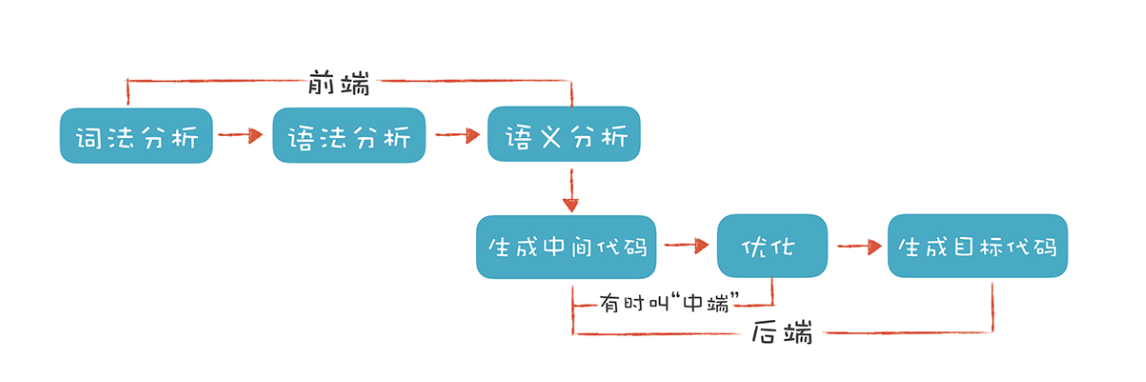 前端
词法分析
语法分析
语义分析
生成中间代码
优化
生成目标代码
有时叫“中端”
后端